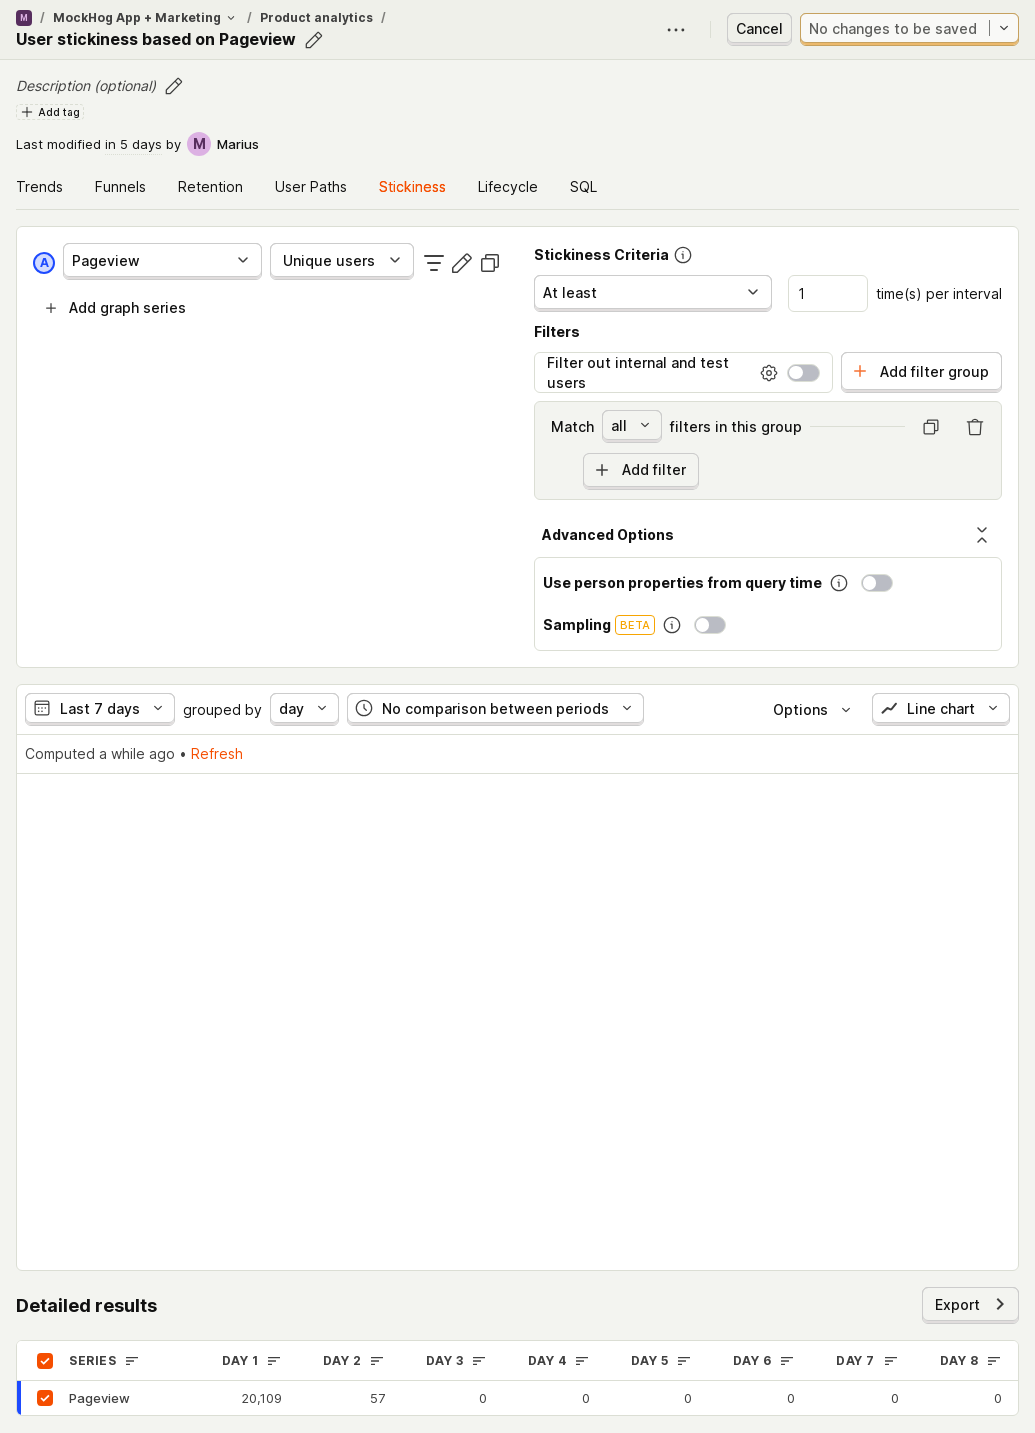 M / MockHog App + Marketing / Product analytics /
User stickiness based on Pageview
Cancel
No changes to be saved
Description (optional)
Add tag
Last modified in 5 days by M Marius
Trends Funnels Retention User Paths Stickiness Lifecycle SQL
A Pageview Unique users
Add graph series
Stickiness Criteria
At least 1 time(s) per interval
Filters
Filter out internal and test
users
Add filter group
Match all filters in this group
Add filter
Advanced Options
Use person properties from query time
Sampling BETA
Last 7 days grouped by day No comparison between periods Options Line chart
Computed a while ago • Refresh
Detailed results
Export
SERIES DAY 1 DAY 2 DAY 3 DAY 4 DAY 5 DAY 6 DAY 7 DAY 8
Pageview 20,109 57 0 0 0 0 0 0